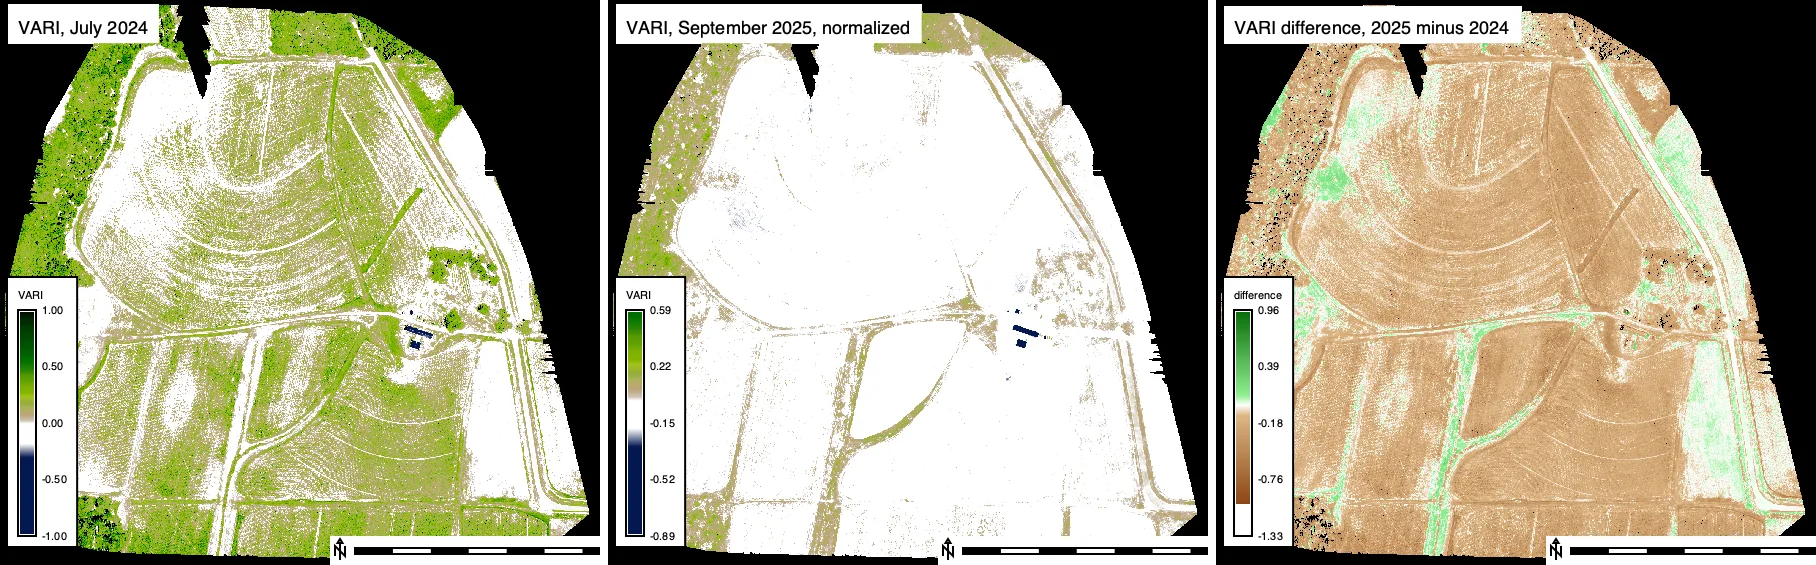 VARI, July 2024
VARI
1.00
0.50
0.00
-0.50
-1.00
N
VARI, September 2025, normalized
VARI
0.59
0.22
-0.15
-0.52
-0.89
N
VARI difference, 2025 minus 2024
difference
0.96
0.39
-0.18
-0.76
-1.33
N